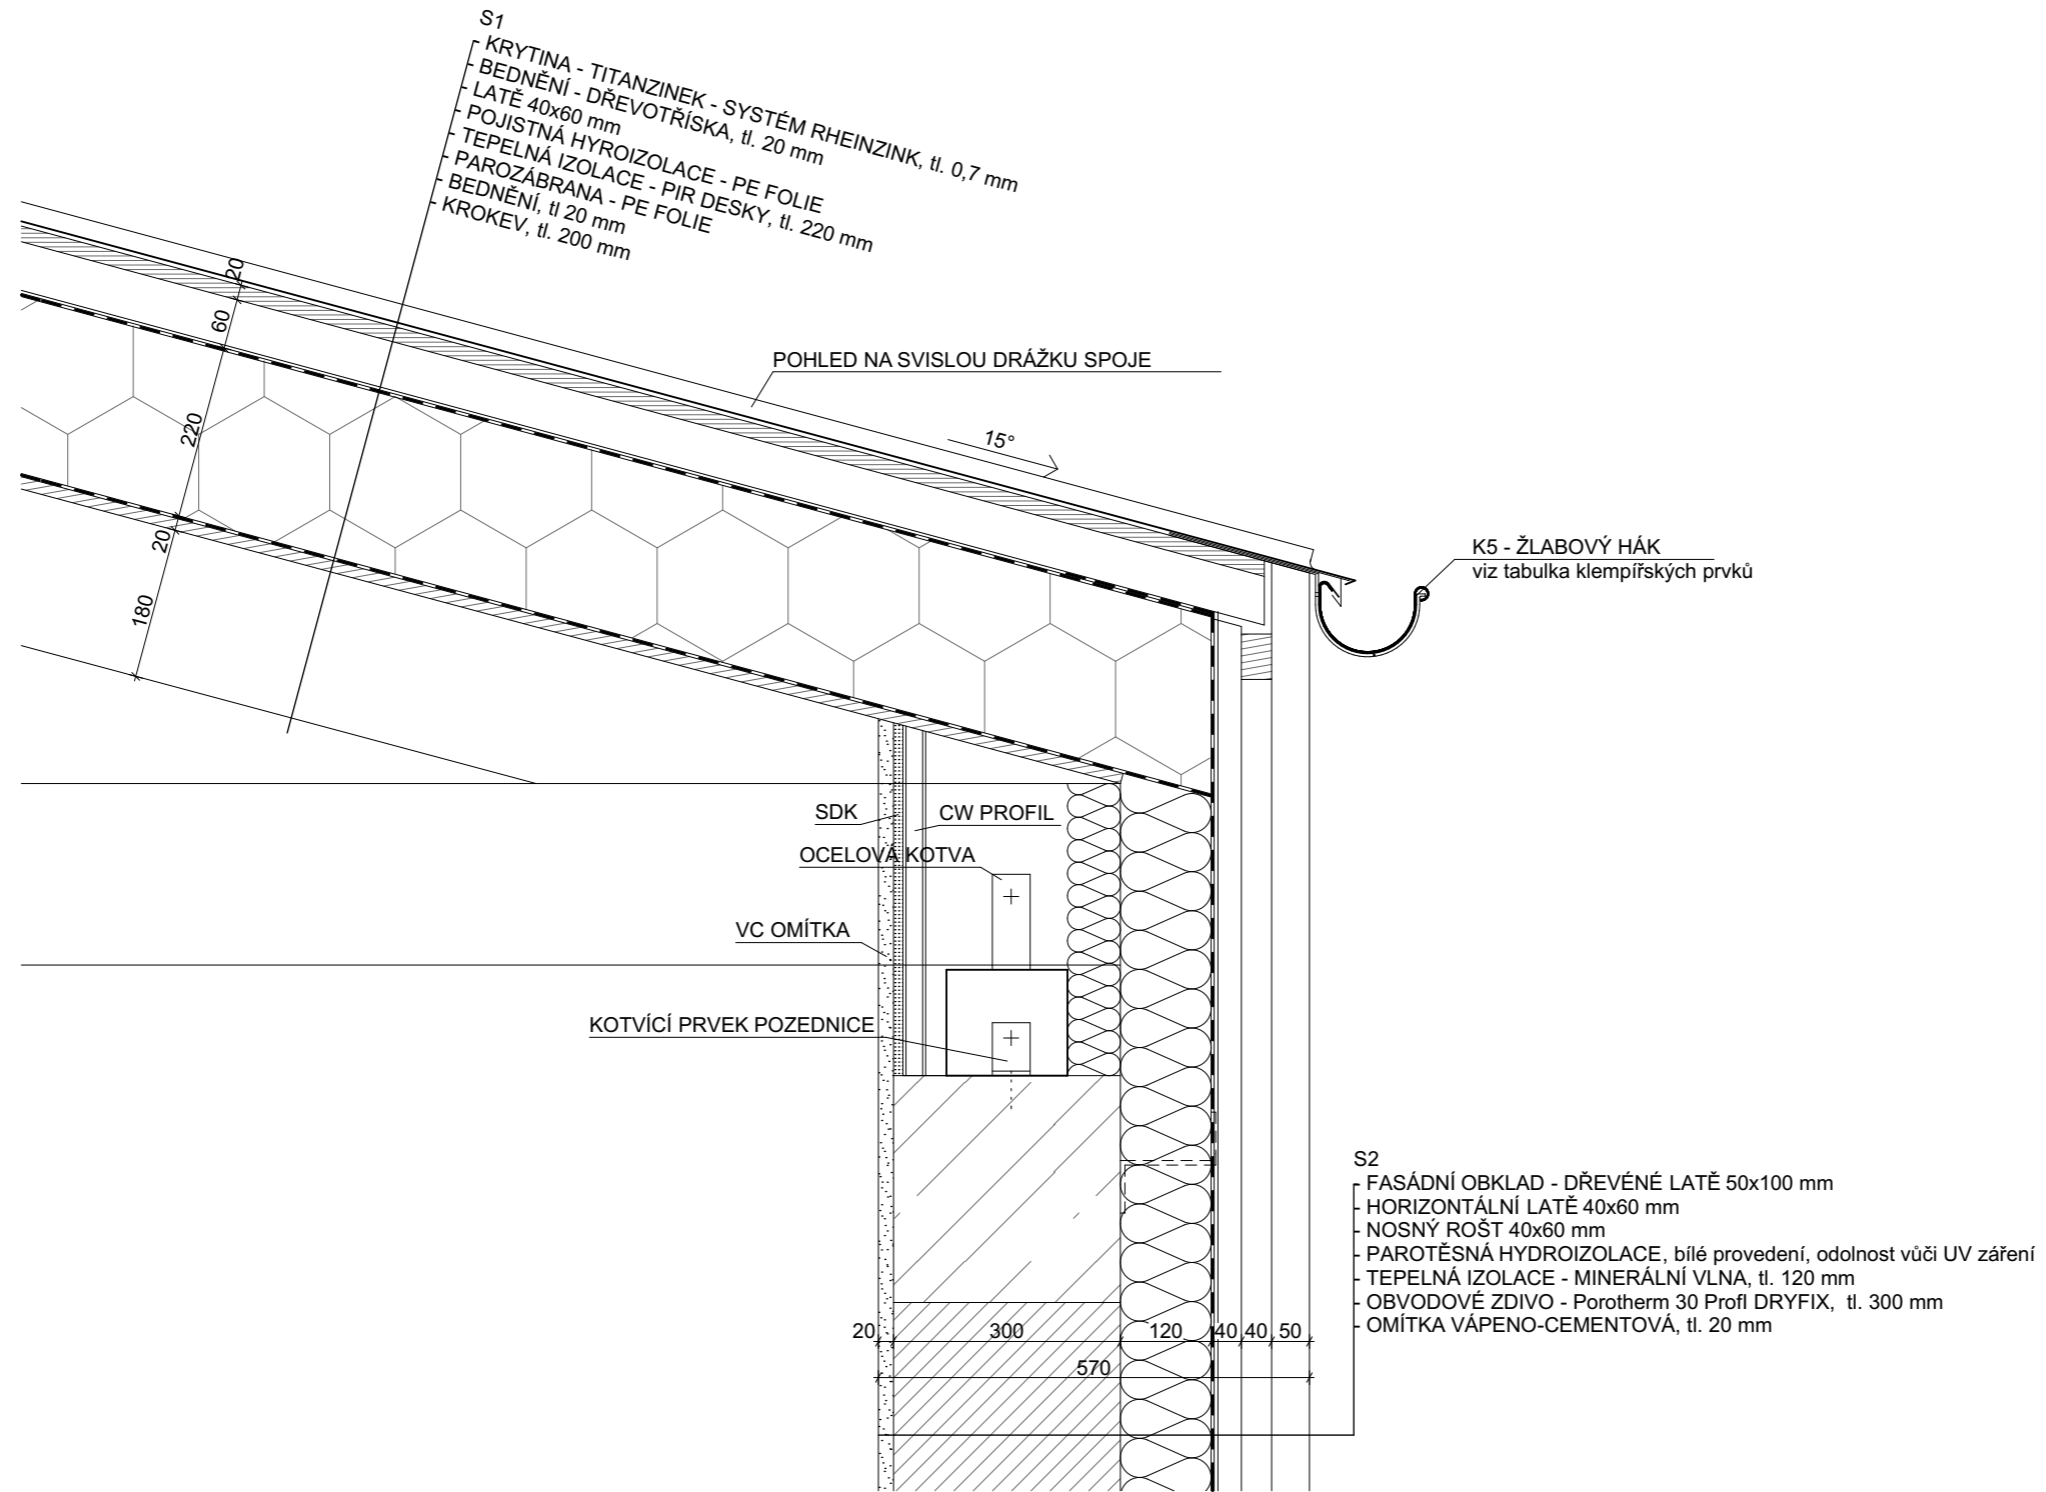 S1
KRYTINA - TITANZINEK - SYSTÉM RHEINZINK, tl. 0,7 mm
BEDNĚNÍ - DŘEVOTŘÍSKA, tl. 20 mm
LATĚ 40x60 mm
POJISTNÁ HYROIZOLACE - PE FOLIE
TEPELNÁ IZOLACE - PIR DESKY, tl. 220 mm
PAROZÁBRANA - PE FOLIE
BEDNĚNÍ, tl 20 mm
KROKEV, tl. 200 mm
20
60
220
20
180
POHLED NA SVISLOU DRÁŽKU SPOJE
15°
K5 - ŽLABOVÝ HÁK
viz tabulka klempířských prvků
SDK
CW PROFIL
OCELOVÁ KOTVA
VC OMÍTKA
KOTVÍCÍ PRVEK POZEDNICE
S2
FASÁDNÍ OBKLAD - DŘEVÉNÉ LATĚ 50x100 mm
HORIZONTÁLNÍ LATĚ 40x60 mm
NOSNÝ ROŠT 40x60 mm
PAROTĚSNÁ HYDROIZOLACE, bílé provedení, odolnost vůči UV záření
TEPELNÁ IZOLACE - MINERÁLNÍ VLNA, tl. 120 mm
OBVODOVÉ ZDIVO - Porotherm 30 Profl DRYFIX, tl. 300 mm
OMÍTKA VÁPENO-CEMENTOVÁ, tl. 20 mm
20 300 120 40 40 50
570